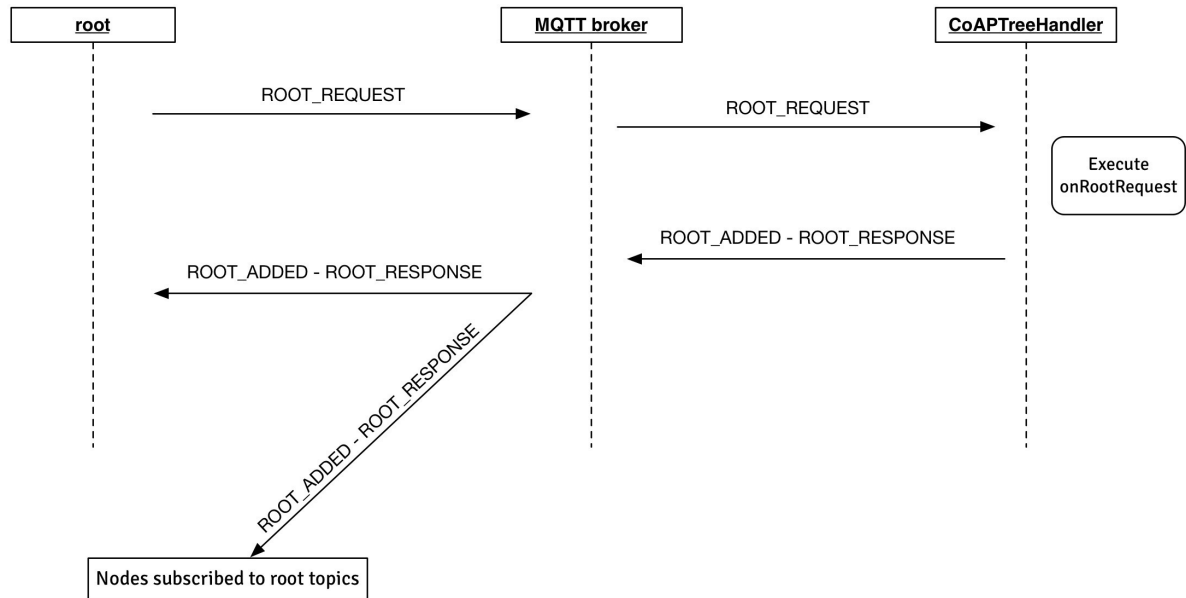 root
MQTT broker
CoAPTreeHandler
ROOT_REQUEST
ROOT_REQUEST
Execute
onRootRequest
ROOT_ADDED - ROOT_RESPONSE
ROOT_ADDED - ROOT_RESPONSE
ROOT_ADDED - ROOT_RESPONSE
Nodes subscribed to root topics